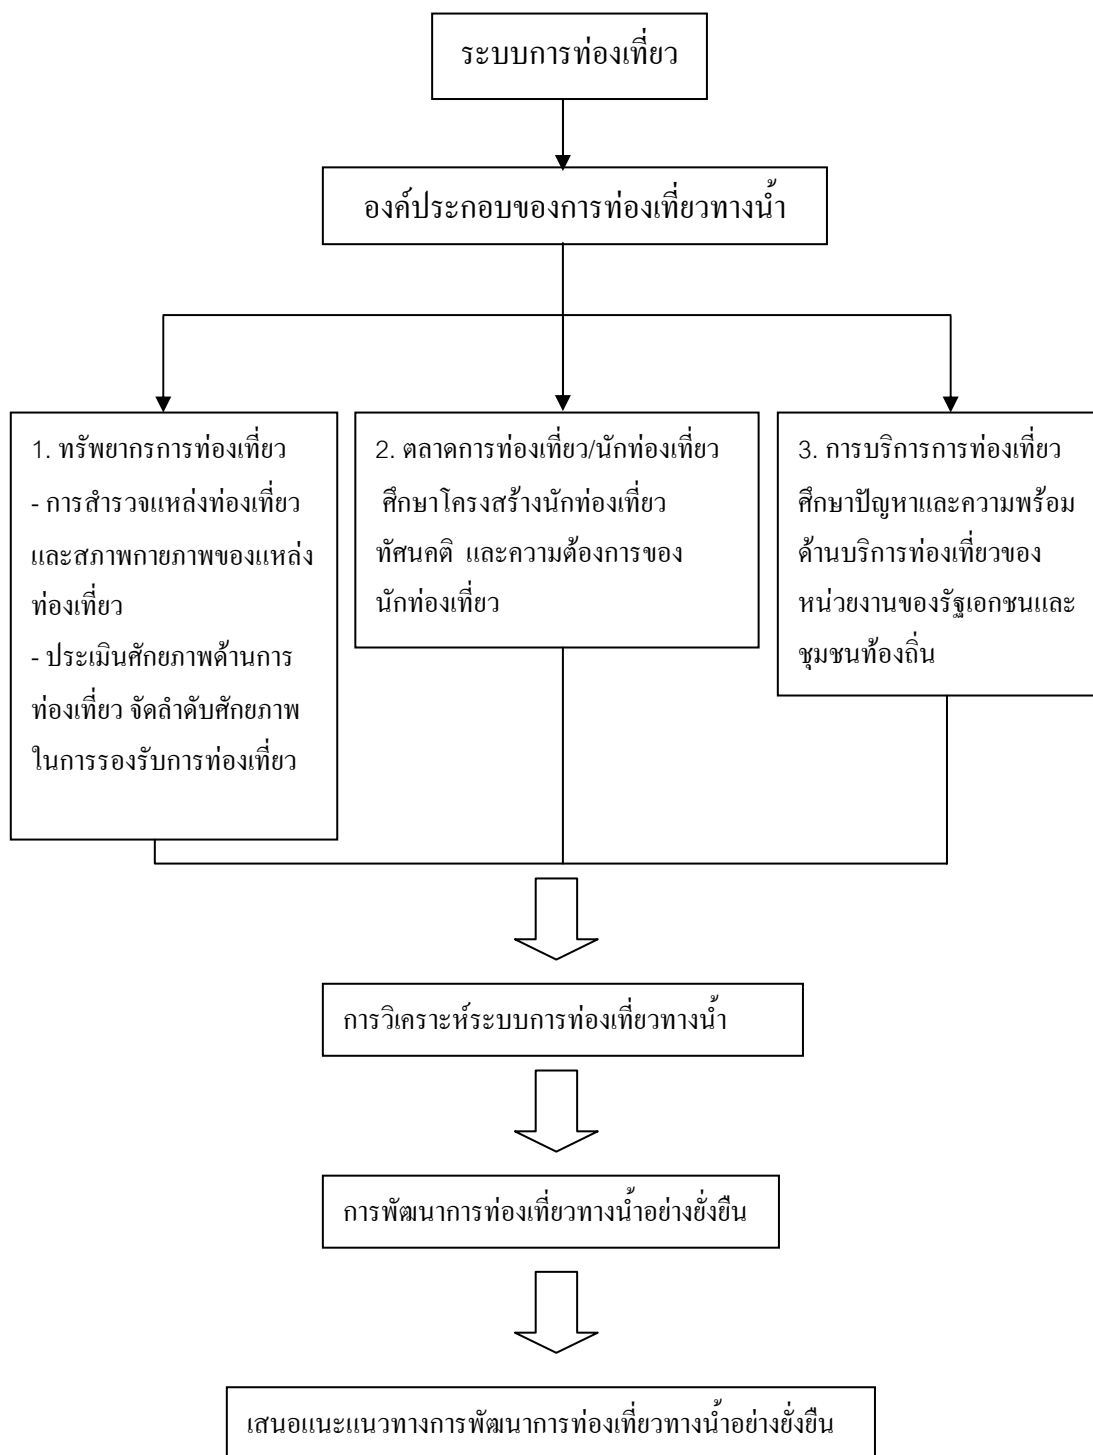 ระบบการท่องเที่ยว
องค์ประกอบของการท่องเที่ยวทางน้ำ
1. ทรัพยากรการท่องเที่ยว
- การสำรวจแหล่งท่องเที่ยว
และสภาพกายภาพของแหล่ง
ท่องเที่ยว
- ประเมินศักยภาพด้านการ
ท่องเที่ยว จัดลำดับศักยภาพ
ในการรองรับการท่องเที่ยว
2. ตลาดการท่องเที่ยว/นักท่องเที่ยว
ศึกษาโครงสร้างนักท่องเที่ยว
ทัศนคติ และความต้องการของ
นักท่องเที่ยว
3. การบริการการท่องเที่ยว
ศึกษาปัญหาและความพร้อม
ด้านบริการท่องเที่ยวของ
หน่วยงานของรัฐเอกชนและ
ชุมชนท้องถิ่น
การวิเคราะห์ระบบการท่องเที่ยวทางน้ำ
การพัฒนาการท่องเที่ยวทางน้ำอย่างยั่งยืน
เสนอแนะแนวทางการพัฒนาการท่องเที่ยวทางน้ำอย่างยั่งยืน